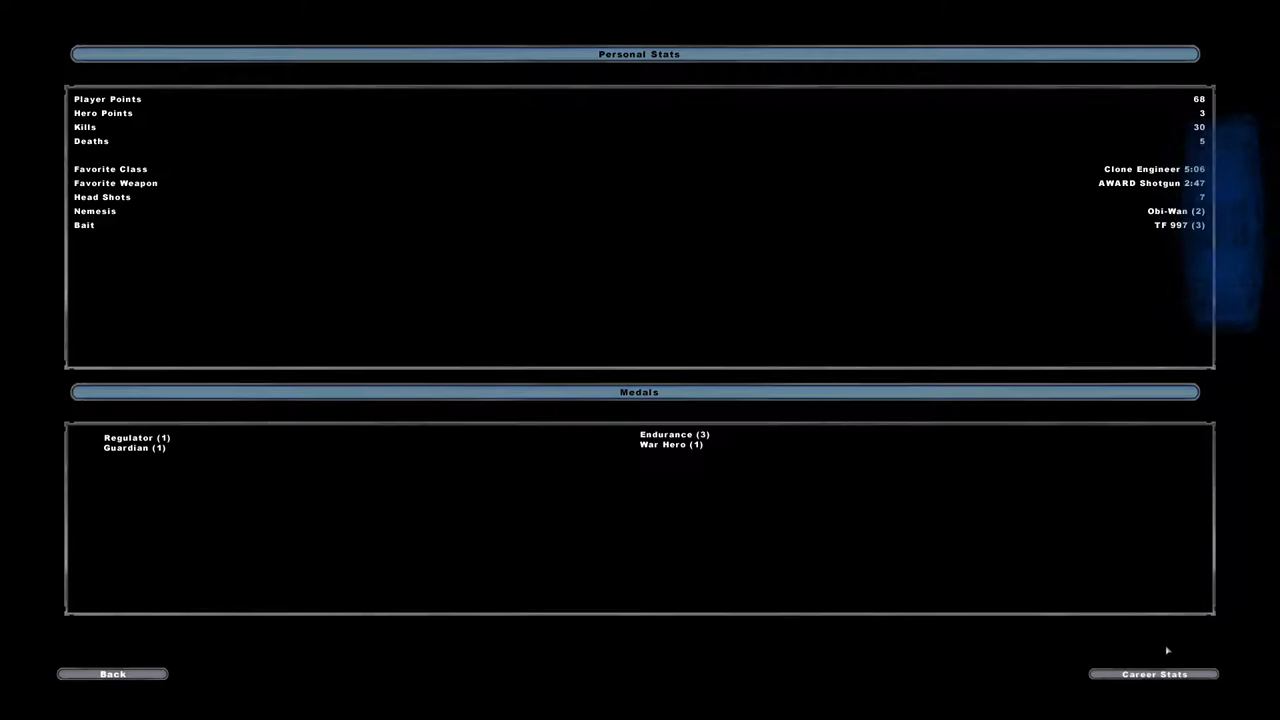 Personal Stats
Player Points 68
Hero Points 3
Kills 30
Deaths 5
Favorite Class Clone Engineer 5:06
Favorite Weapon AWARD Shotgun 2:47
Head Shots 7
Nemesis Obi-Wan (2)
Bait TF 997 (3)
Medals
Regulator (1) Endurance (3)
Guardian (1) War Hero (1)
Back Career Stats